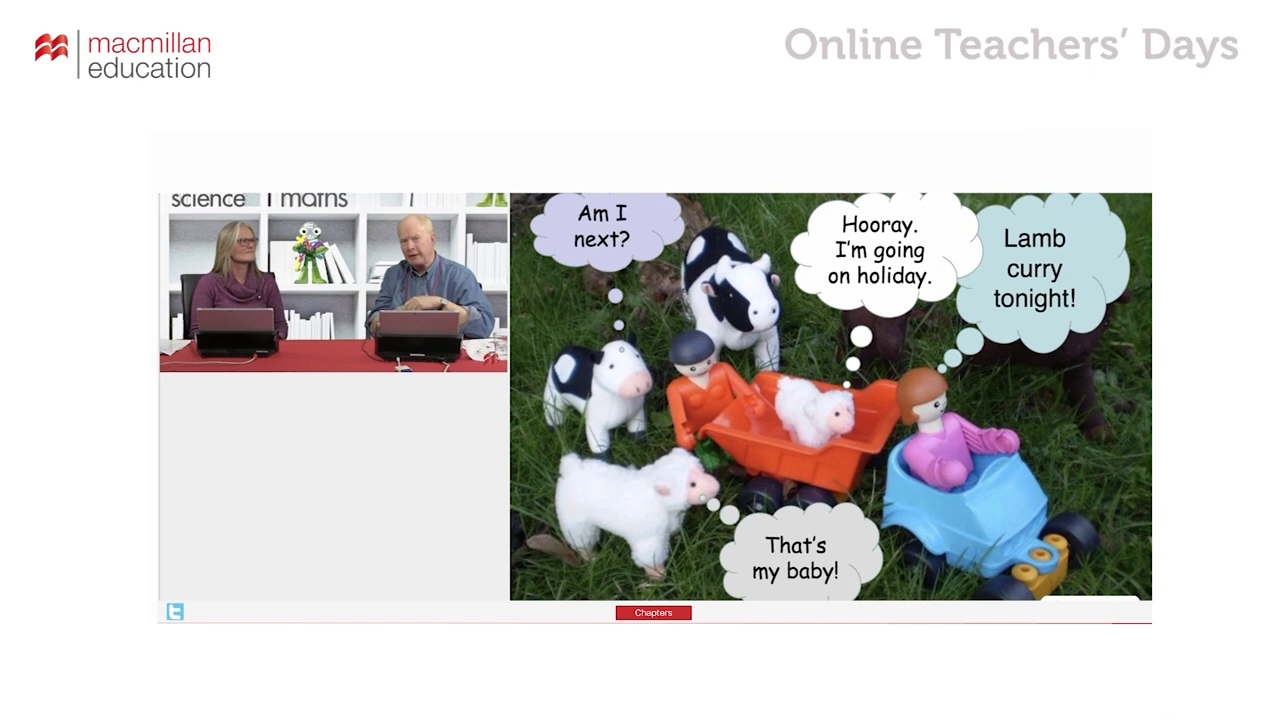 macmillan
education
Online Teachers' Days
science
maths
Am I
next?
Hooray.
I'm going
on holiday.
Lamb
curry
tonight!
That's
my baby!
Chapters